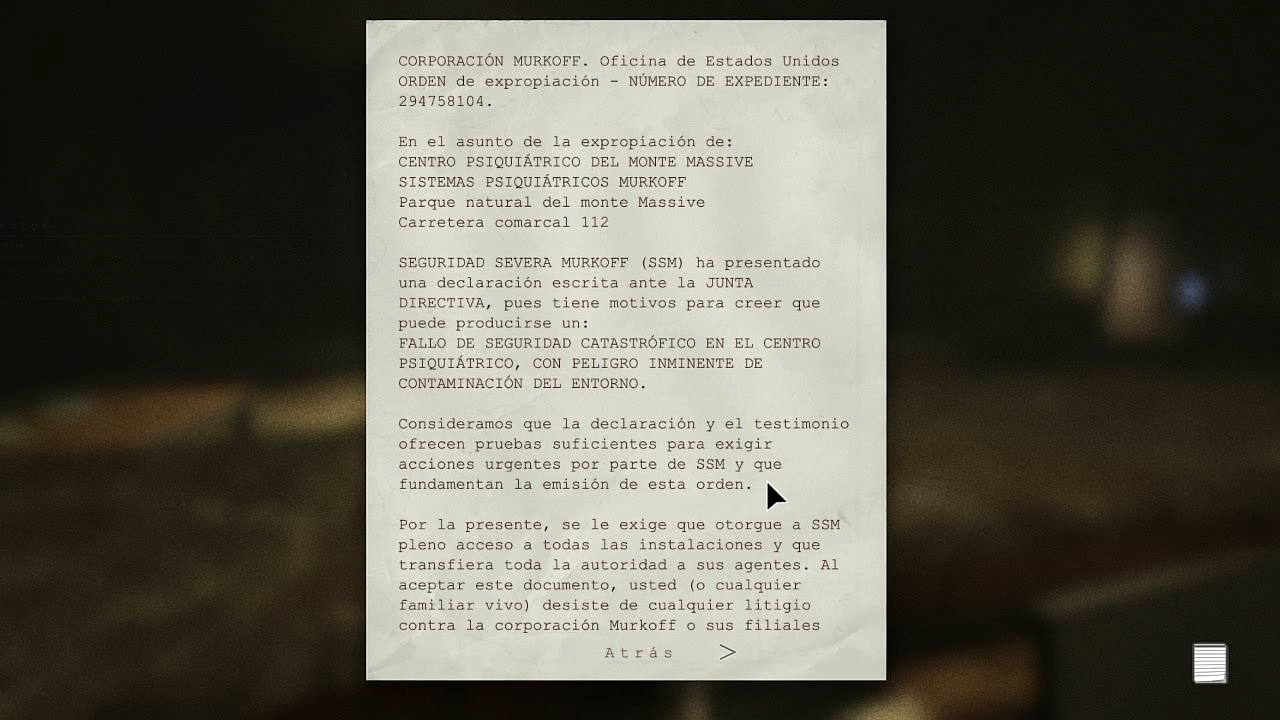 CORPORACIÓN MURKOFF. Oficina de Estados Unidos
ORDEN de expropiación - NÚMERO DE EXPEDIENTE:
294758104.
En el asunto de la expropiación de:
CENTRO PSIQUIÁTRICO DEL MONTE MASSIVE
SISTEMAS PSIQUIÁTRICOS MURKOFF
Parque natural del monte Massive
Carretera comarcal 112
SEGURIDAD SEVERA MURKOFF (SSM) ha presentado
una declaración escrita ante la JUNTA
DIRECTIVA, pues tiene motivos para creer que
puede producirse un:
FALLO DE SEGURIDAD CATASTRÓFICO EN EL CENTRO
PSIQUIÁTRICO, CON PELIGRO INMINENTE DE
CONTAMINACIÓN DEL ENTORNO.
Consideramos que la declaración y el testimonio
ofrecen pruebas suficientes para exigir
acciones urgentes por parte de SSM y que
fundamentan la emisión de esta orden.
Por la presente, se le exige que otorgue a SSM
pleno acceso a todas las instalaciones y que
transfiera toda la autoridad a sus agentes. Al
aceptar este documento, usted (o cualquier
familiar vivo) desiste de cualquier litigio
contra la corporación Murkoff o sus filiales
Atrás >